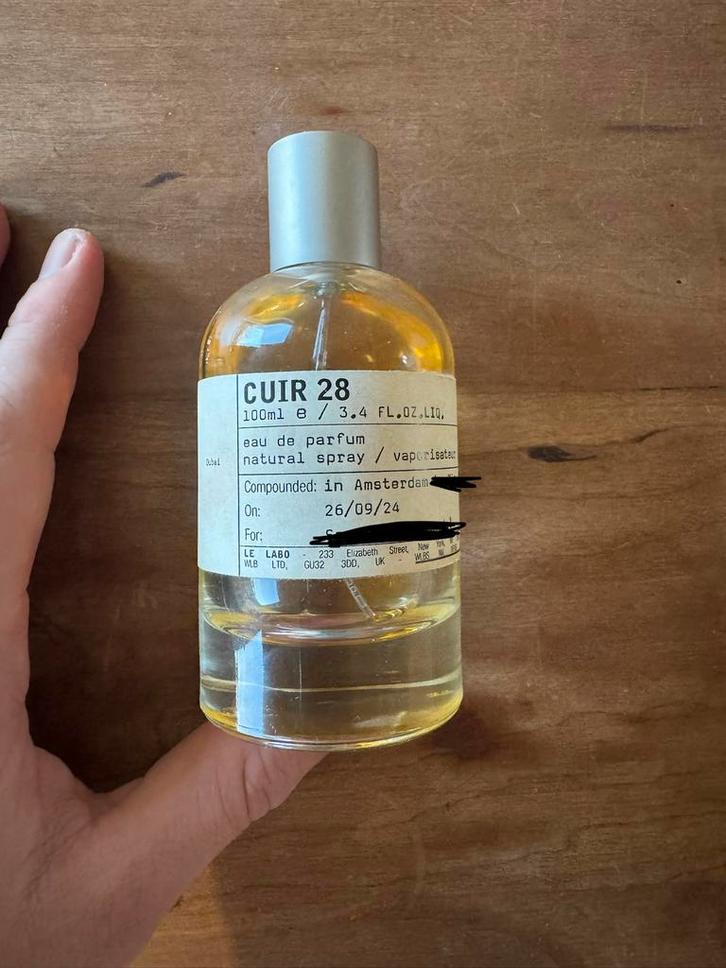 CUIR 28
100ml e / 3.4 FL.OZ.LIQ.
eau de parfum
natural spray / vaporisateur
Dubai
Compounded: in Amsterdam
On: 26/09/24
For:
LE LABO - 233 Elizabeth Street, New York,
WLB LTD, GU32 3DD, UK -